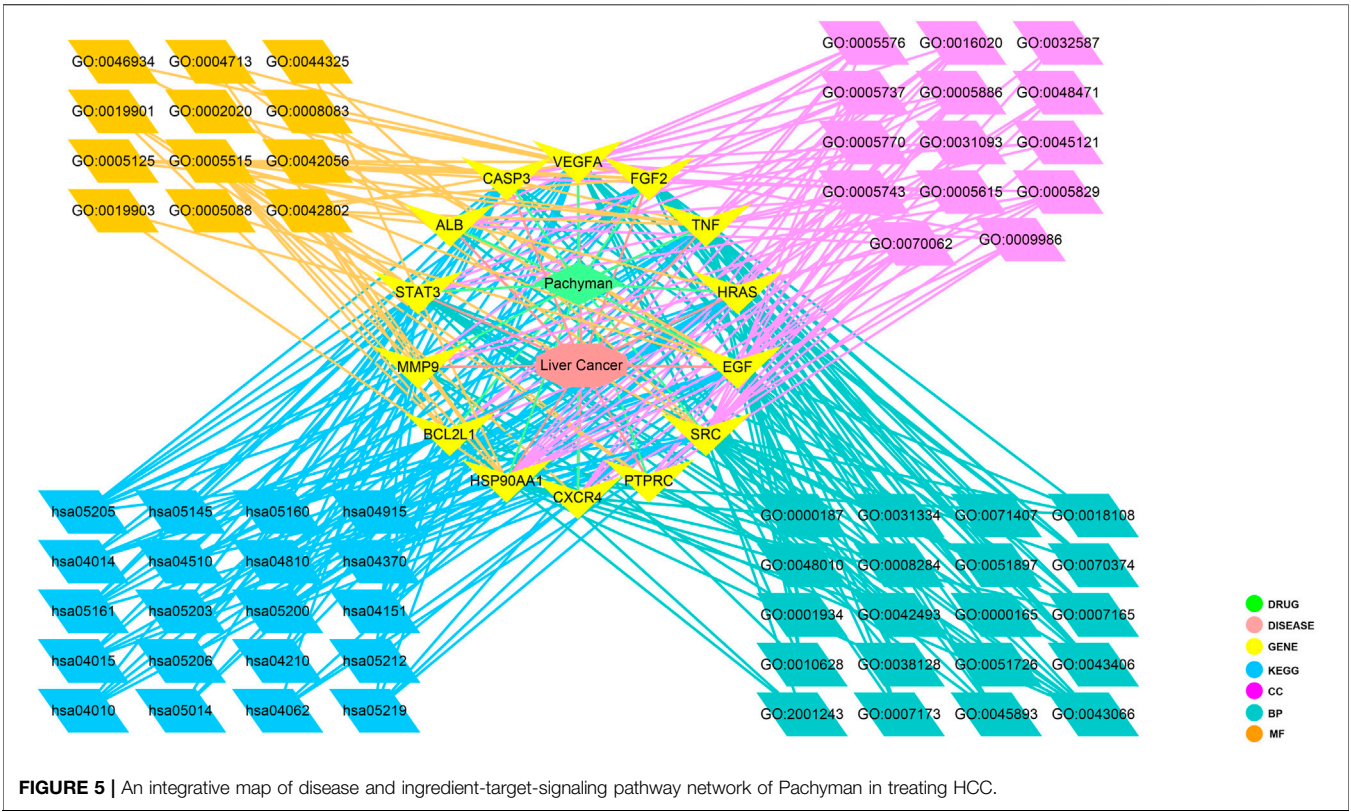 GO:0046934 GO:0004713 GO:0044325
GO:0019901 GO:0002020 GO:0008083
GO:0005125 GO:0005515 GO:0042056
GO:0019903 GO:0005088 GO:0042802
GO:0005576 GO:0016020 GO:0032587
GO:0005737 GO:0005886 GO:0048471
GO:0005770 GO:0031093 GO:0045121
GO:0005743 GO:0005615 GO:0005829
GO:0070062 GO:0009986
VEGFA
CASP3 FGF2
ALB TNF
Pachyman
STAT3 HRAS
MMP9 Liver Cancer EGF
BCL2L1 SRC
HSP90AA1 PTPRC
CXCR4
hsa05205 hsa05145 hsa05160 hsa04915
hsa04014 hsa04510 hsa04810 hsa04370
hsa05161 hsa05203 hsa05200 hsa04151
hsa04015 hsa05206 hsa04210 hsa05212
hsa04010 hsa05014 hsa04062 hsa05219
GO:0000187 GO:0031334 GO:0071407 GO:0018108
GO:0048010 GO:0008284 GO:0051897 GO:0070374
GO:0001934 GO:0042493 GO:0000165 GO:0007165
GO:0010628 GO:0038128 GO:0051726 GO:0043406
GO:2001243 GO:0007173 GO:0045893 GO:0043066
DRUG
DISEASE
GENE
KEGG
CC
BP
MF
FIGURE 5 | An integrative map of disease and ingredient-target-signaling pathway network of Pachyman in treating HCC.